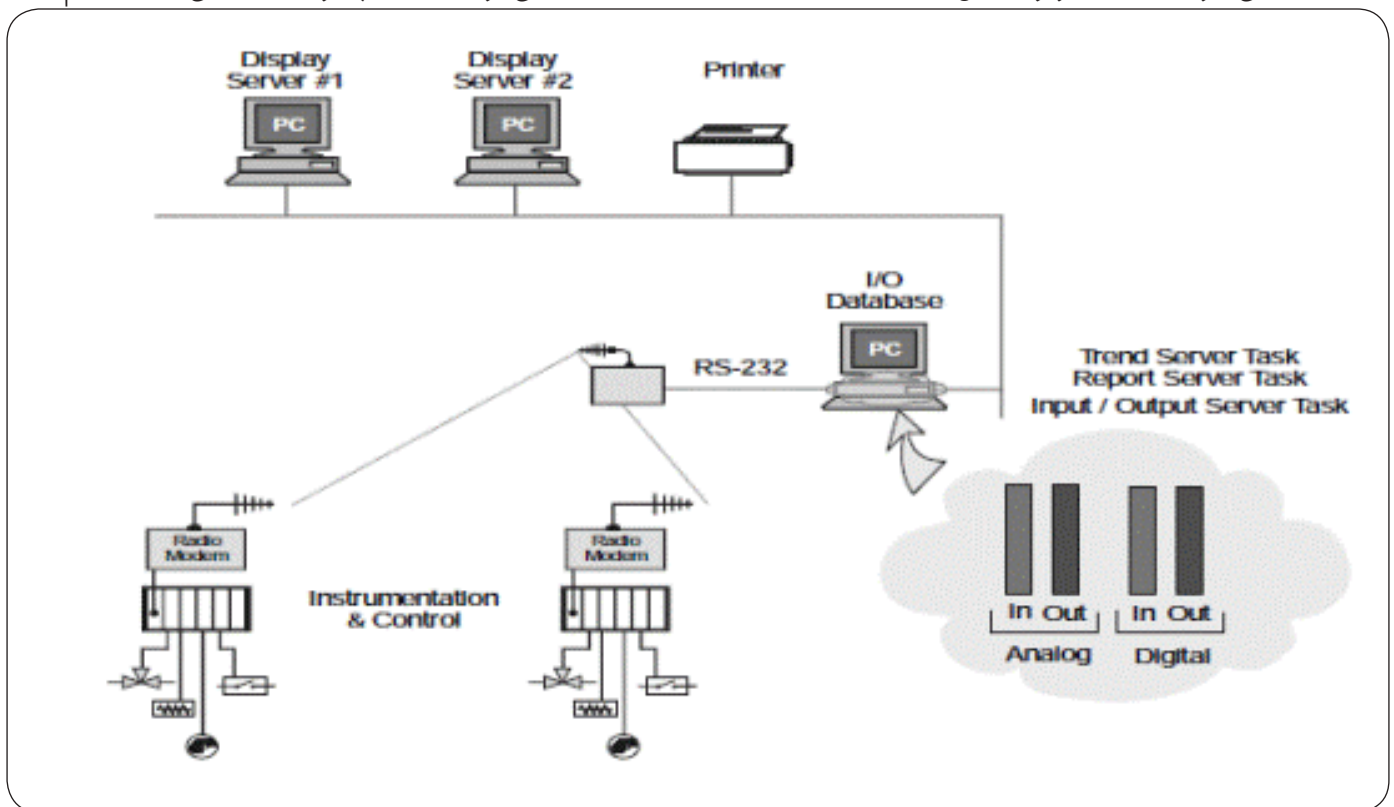 Display
Server #1
Display
Server #2
Printer
PC
PC
I/O
Database
PC
RS-232
Trend Server Task
Report Server Task
Input / Output Server Task
Radio
Modem
Radio
Modem
Instrumentation
& Control
In Out
In Out
Analog
Digital